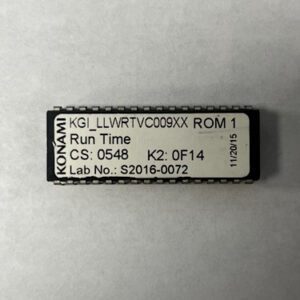 KONAMI
KGI_LLWRTVC009XX ROM 1
Run Time
CS: 0548 K2: 0F14
Lab No.: S2016-0072
11/20/15